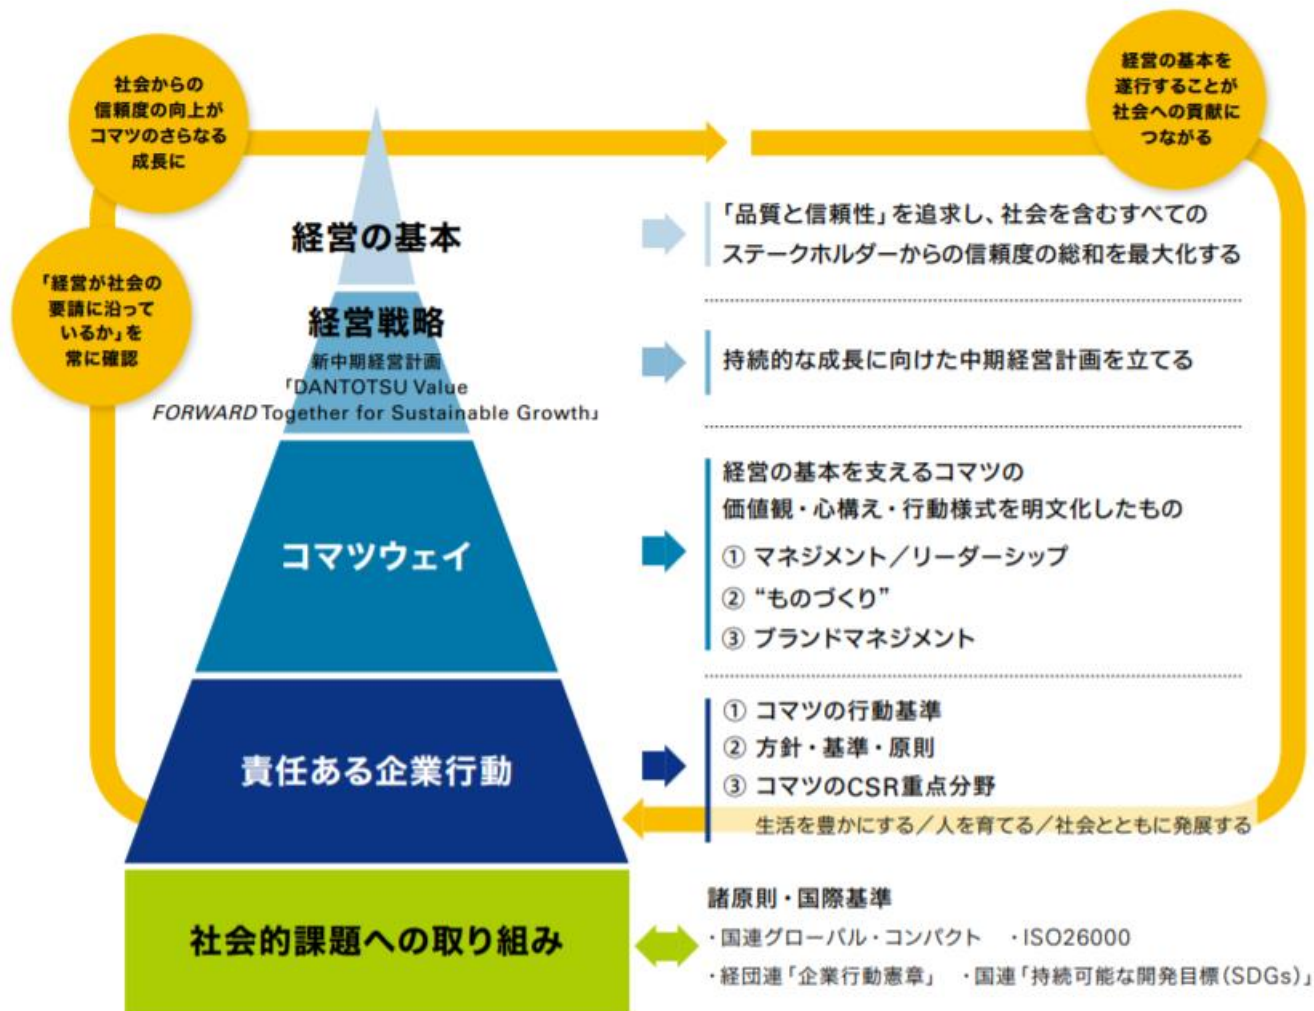 社会からの
信頼度の向上が
コマツのさらなる
成長に
経営の基本を
遂行することが
社会への貢献に
つながる
「経営が社会の
要請に沿って
いるか」を
常に確認
経営の基本
「品質と信頼性」を追求し、社会を含むすべての
ステークホルダーからの信頼度の総和を最大化する
経営戦略
新中期経営計画
「DANTOTSU Value
FORWARD Together for Sustainable Growth」
持続的な成長に向けた中期経営計画を立てる
コマツウェイ
経営の基本を支えるコマツの
価値観・心構え・行動様式を明文化したもの
① マネジメント／リーダーシップ
② “ものづくり”
③ ブランドマネジメント
責任ある企業行動
① コマツの行動基準
② 方針・基準・原則
③ コマツのCSR重点分野
生活を豊かにする／人を育てる／社会とともに発展する
社会的課題への取り組み
諸原則・国際基準
・国連グローバル・コンパクト　・ISO26000
・経団連「企業行動憲章」　・国連「持続可能な開発目標（SDGs）」